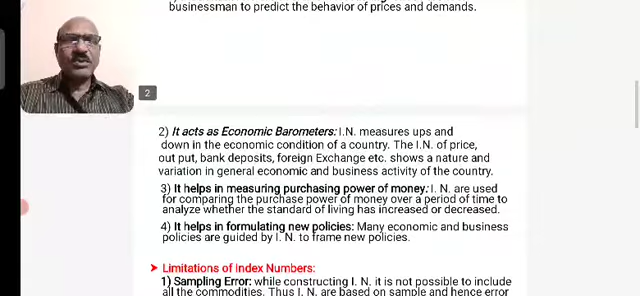 businessman to predict the behavior of prices and demands.
2
2) It acts as Economic Barometers: I.N. measures ups and
down in the economic condition of a country. The I.N. of price,
out put, bank deposits, foreign Exchange etc. shows a nature and
variation in general economic and business activity of the country.
3) It helps in measuring purchasing power of money: I. N. are used
for comparing the purchase power of money over a period of time to
analyze whether the standard of living has increased or decreased.
4) It helps in formulating new policies: Many economic and business
policies are guided by I. N. to frame new policies.
➤ Limitations of Index Numbers:
1) Sampling Error: while constructing I. N. it is not possible to include
all the commodities. Thus I. N. are based on sample and hence error